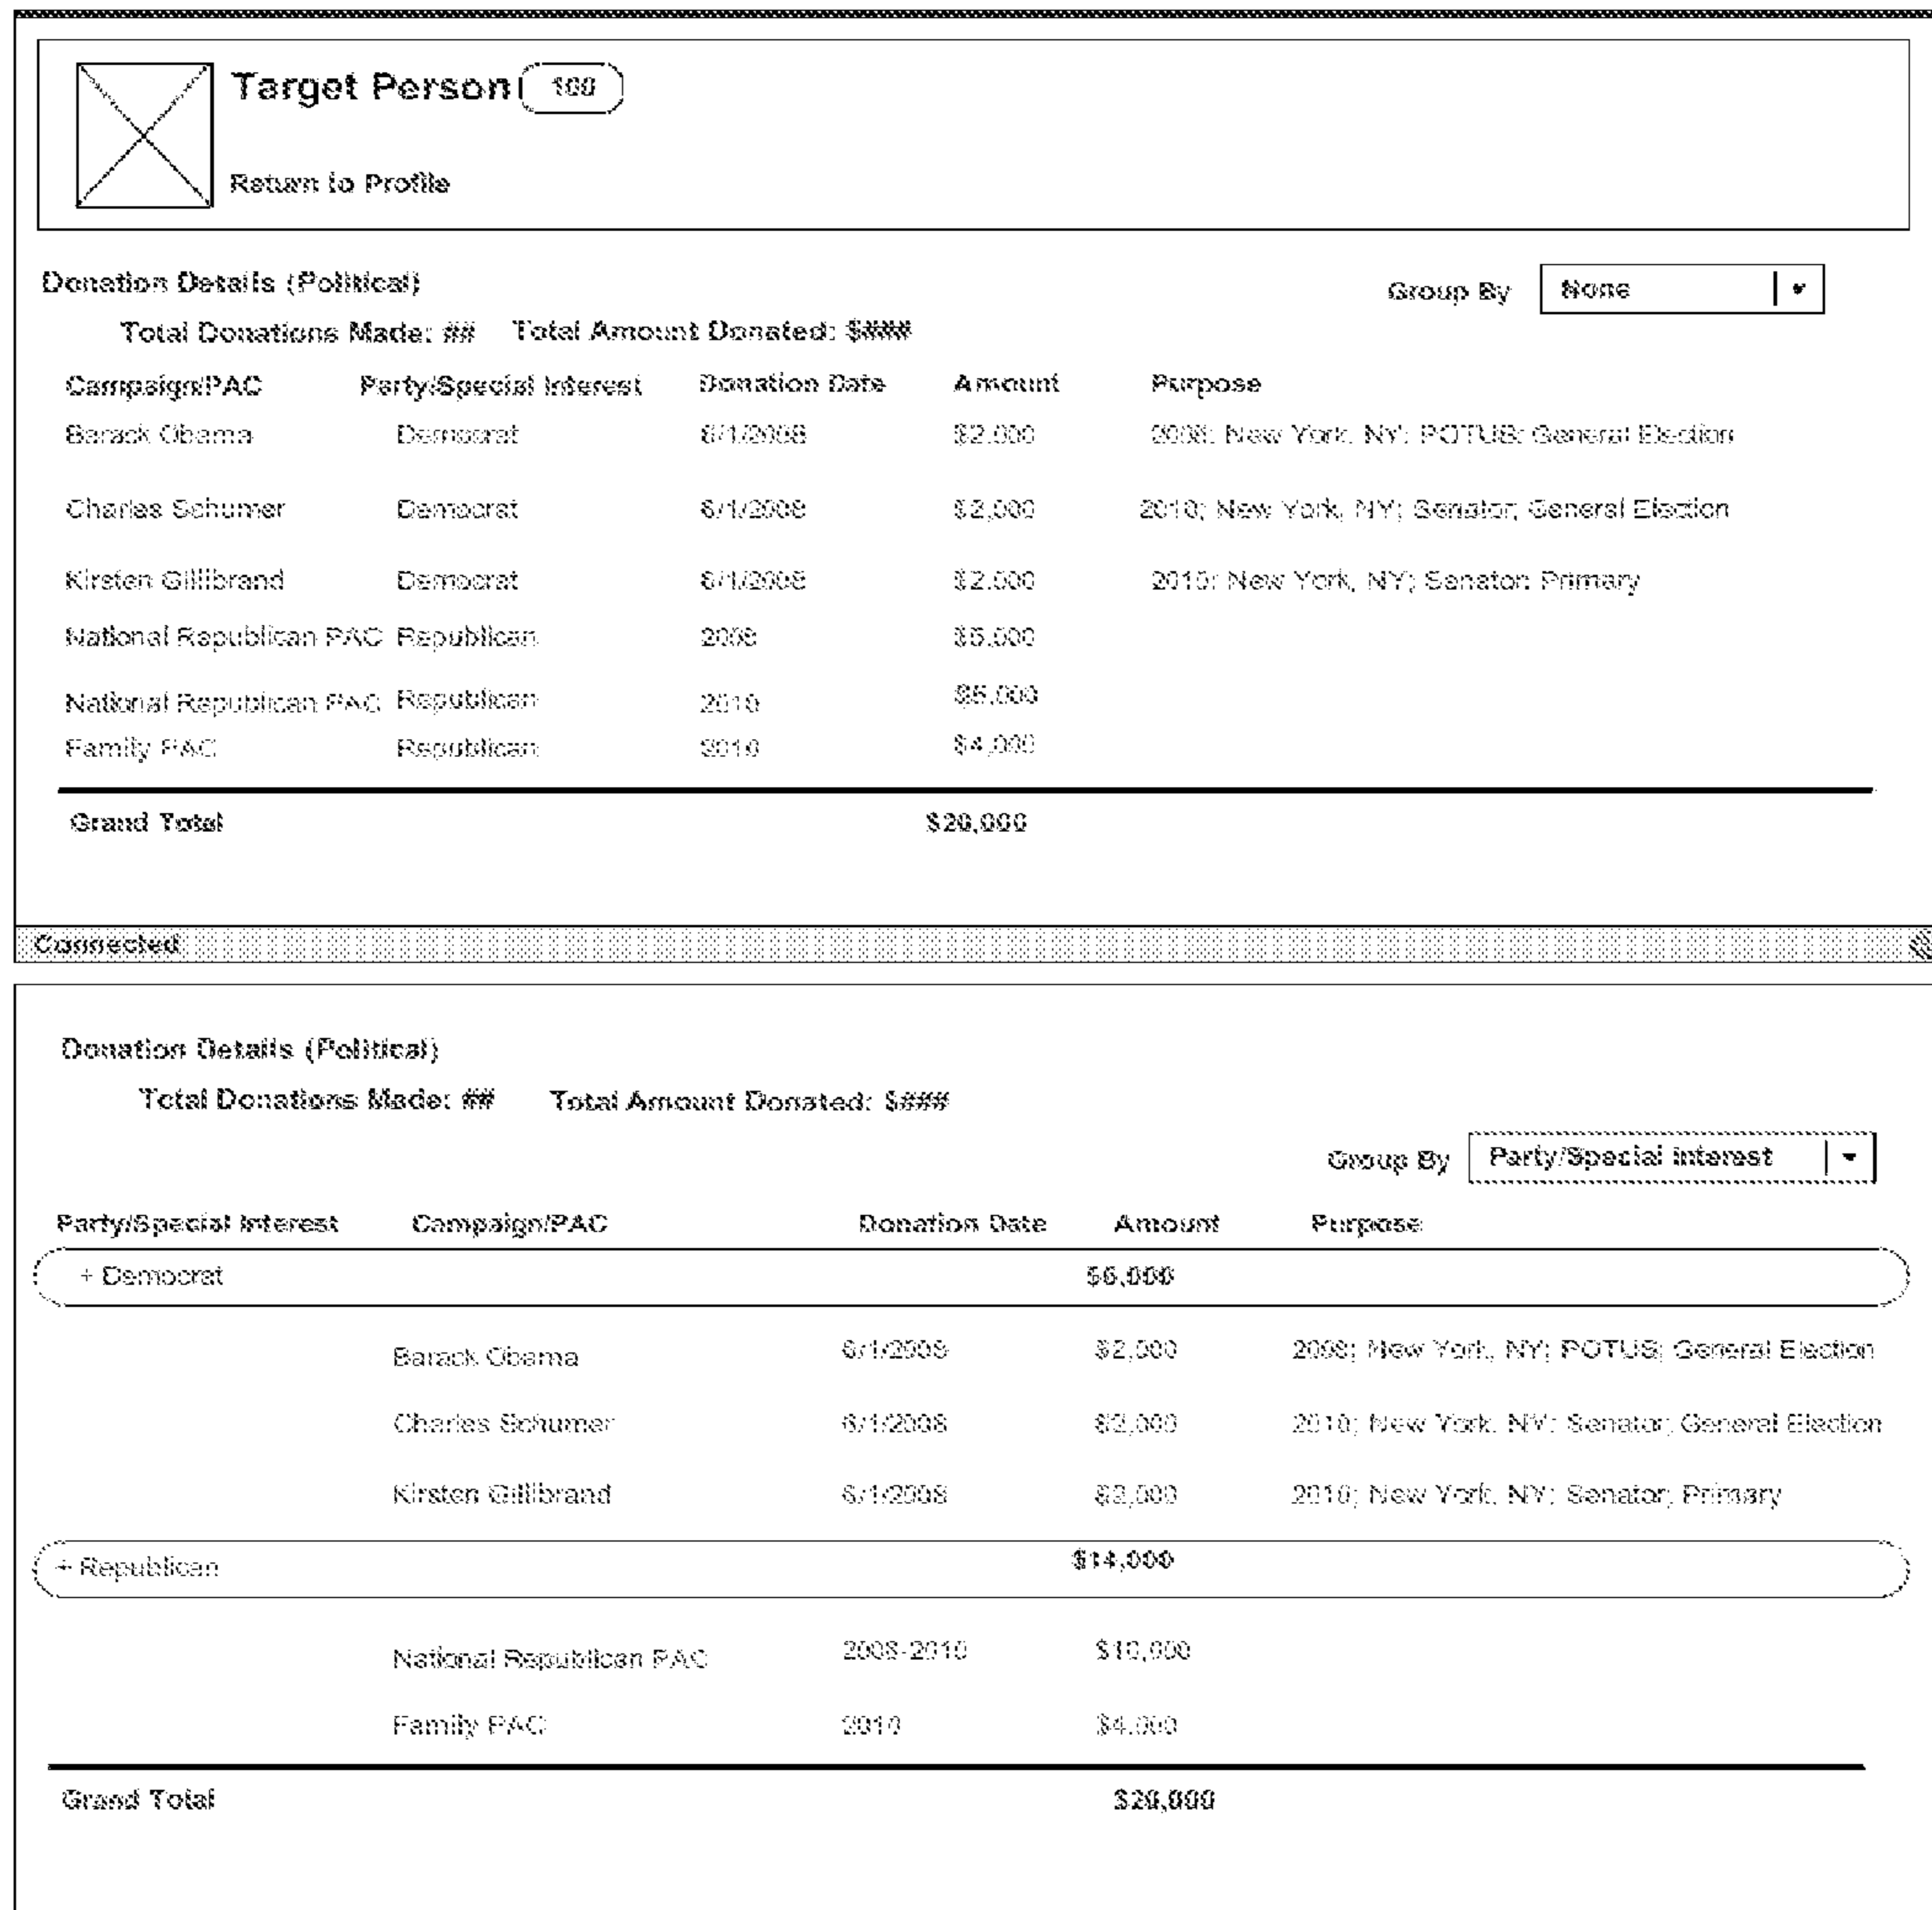 Target Person 100
Return to Profile
Donation Details (Political)
Group By None
Total Donations Made: ## Total Amount Donated: $###
Campaign/PAC Party/Special Interest Donation Date Amount Purpose
Barack Obama Democrat 6/1/2008 $2,000 2008; New York, NY; POTUS; General Election
Charles Schumer Democrat 6/1/2008 $2,000 2010; New York, NY; Senator; General Election
Kirsten Gillibrand Democrat 6/1/2008 $2,000 2010; New York, NY; Senator; Primary
National Republican PAC Republican 2008 $5,000
National Republican PAC Republican 2010 $5,000
Family PAC Republican 2010 $4,000
Grand Total $20,000
Connected
Donation Details (Political)
Total Donations Made: ## Total Amount Donated: $###
Group By Party/Special Interest
Party/Special Interest Campaign/PAC Donation Date Amount Purpose
+ Democrat $6,000
Barack Obama 6/1/2008 $2,000 2008; New York, NY; POTUS; General Election
Charles Schumer 6/1/2008 $2,000 2010; New York, NY; Senator; General Election
Kirsten Gillibrand 6/1/2008 $2,000 2010; New York, NY; Senator; Primary
+ Republican $14,000
National Republican PAC 2008-2010 $10,000
Family PAC 2010 $4,000
Grand Total $20,000